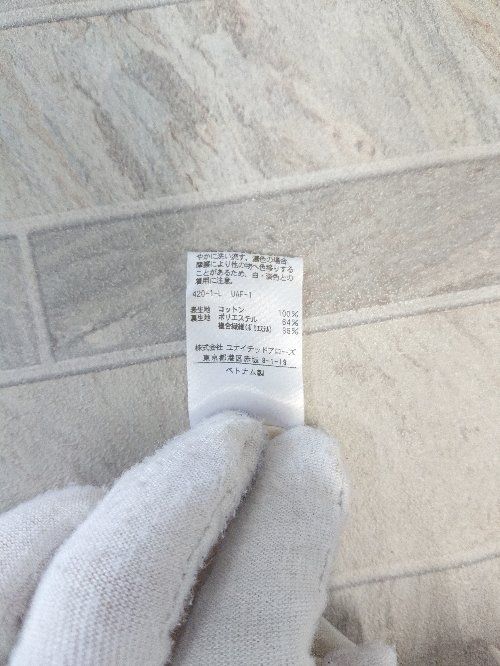 やかに洗い流す。濃色の場合
摩擦により他の物へ色移りする
ことがあるため、白・淡色との
着用に注意。
420-1-L UAF-1
表生地 コットン 100%
裏生地 ポリエステル 64%
複合繊維(ポリエステル) 36%
株式会社 ユナイテッドアローズ
東京都港区赤坂 8-1-19
ベトナム製